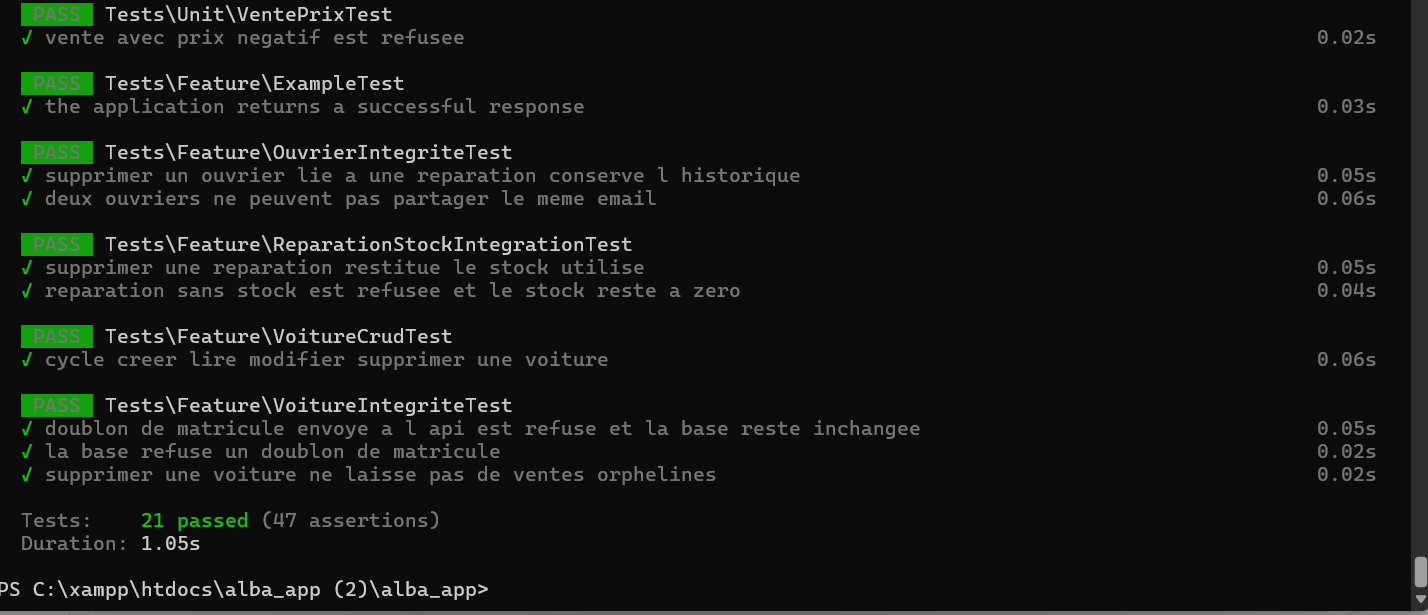 PASS Tests\Unit\VentePrixTest
✓ vente avec prix negatif est refusee 0.02s
PASS Tests\Feature\ExampleTest
✓ the application returns a successful response 0.03s
PASS Tests\Feature\OuvrierIntegriteTest
✓ supprimer un ouvrier lie a une reparation conserve l historique 0.05s
✓ deux ouvriers ne peuvent pas partager le meme email 0.06s
PASS Tests\Feature\ReparationStockIntegrationTest
✓ supprimer une reparation restitue le stock utilise 0.05s
✓ reparation sans stock est refusee et le stock reste a zero 0.04s
PASS Tests\Feature\VoitureCrudTest
✓ cycle creer lire modifier supprimer une voiture 0.06s
PASS Tests\Feature\VoitureIntegriteTest
✓ doublon de matricule envoye a l api est refuse et la base reste inchangee 0.05s
✓ la base refuse un doublon de matricule 0.02s
✓ supprimer une voiture ne laisse pas de ventes orphelines 0.02s
Tests: 21 passed (47 assertions)
Duration: 1.05s
PS C:\xampp\htdocs\alba_app (2)\alba_app>